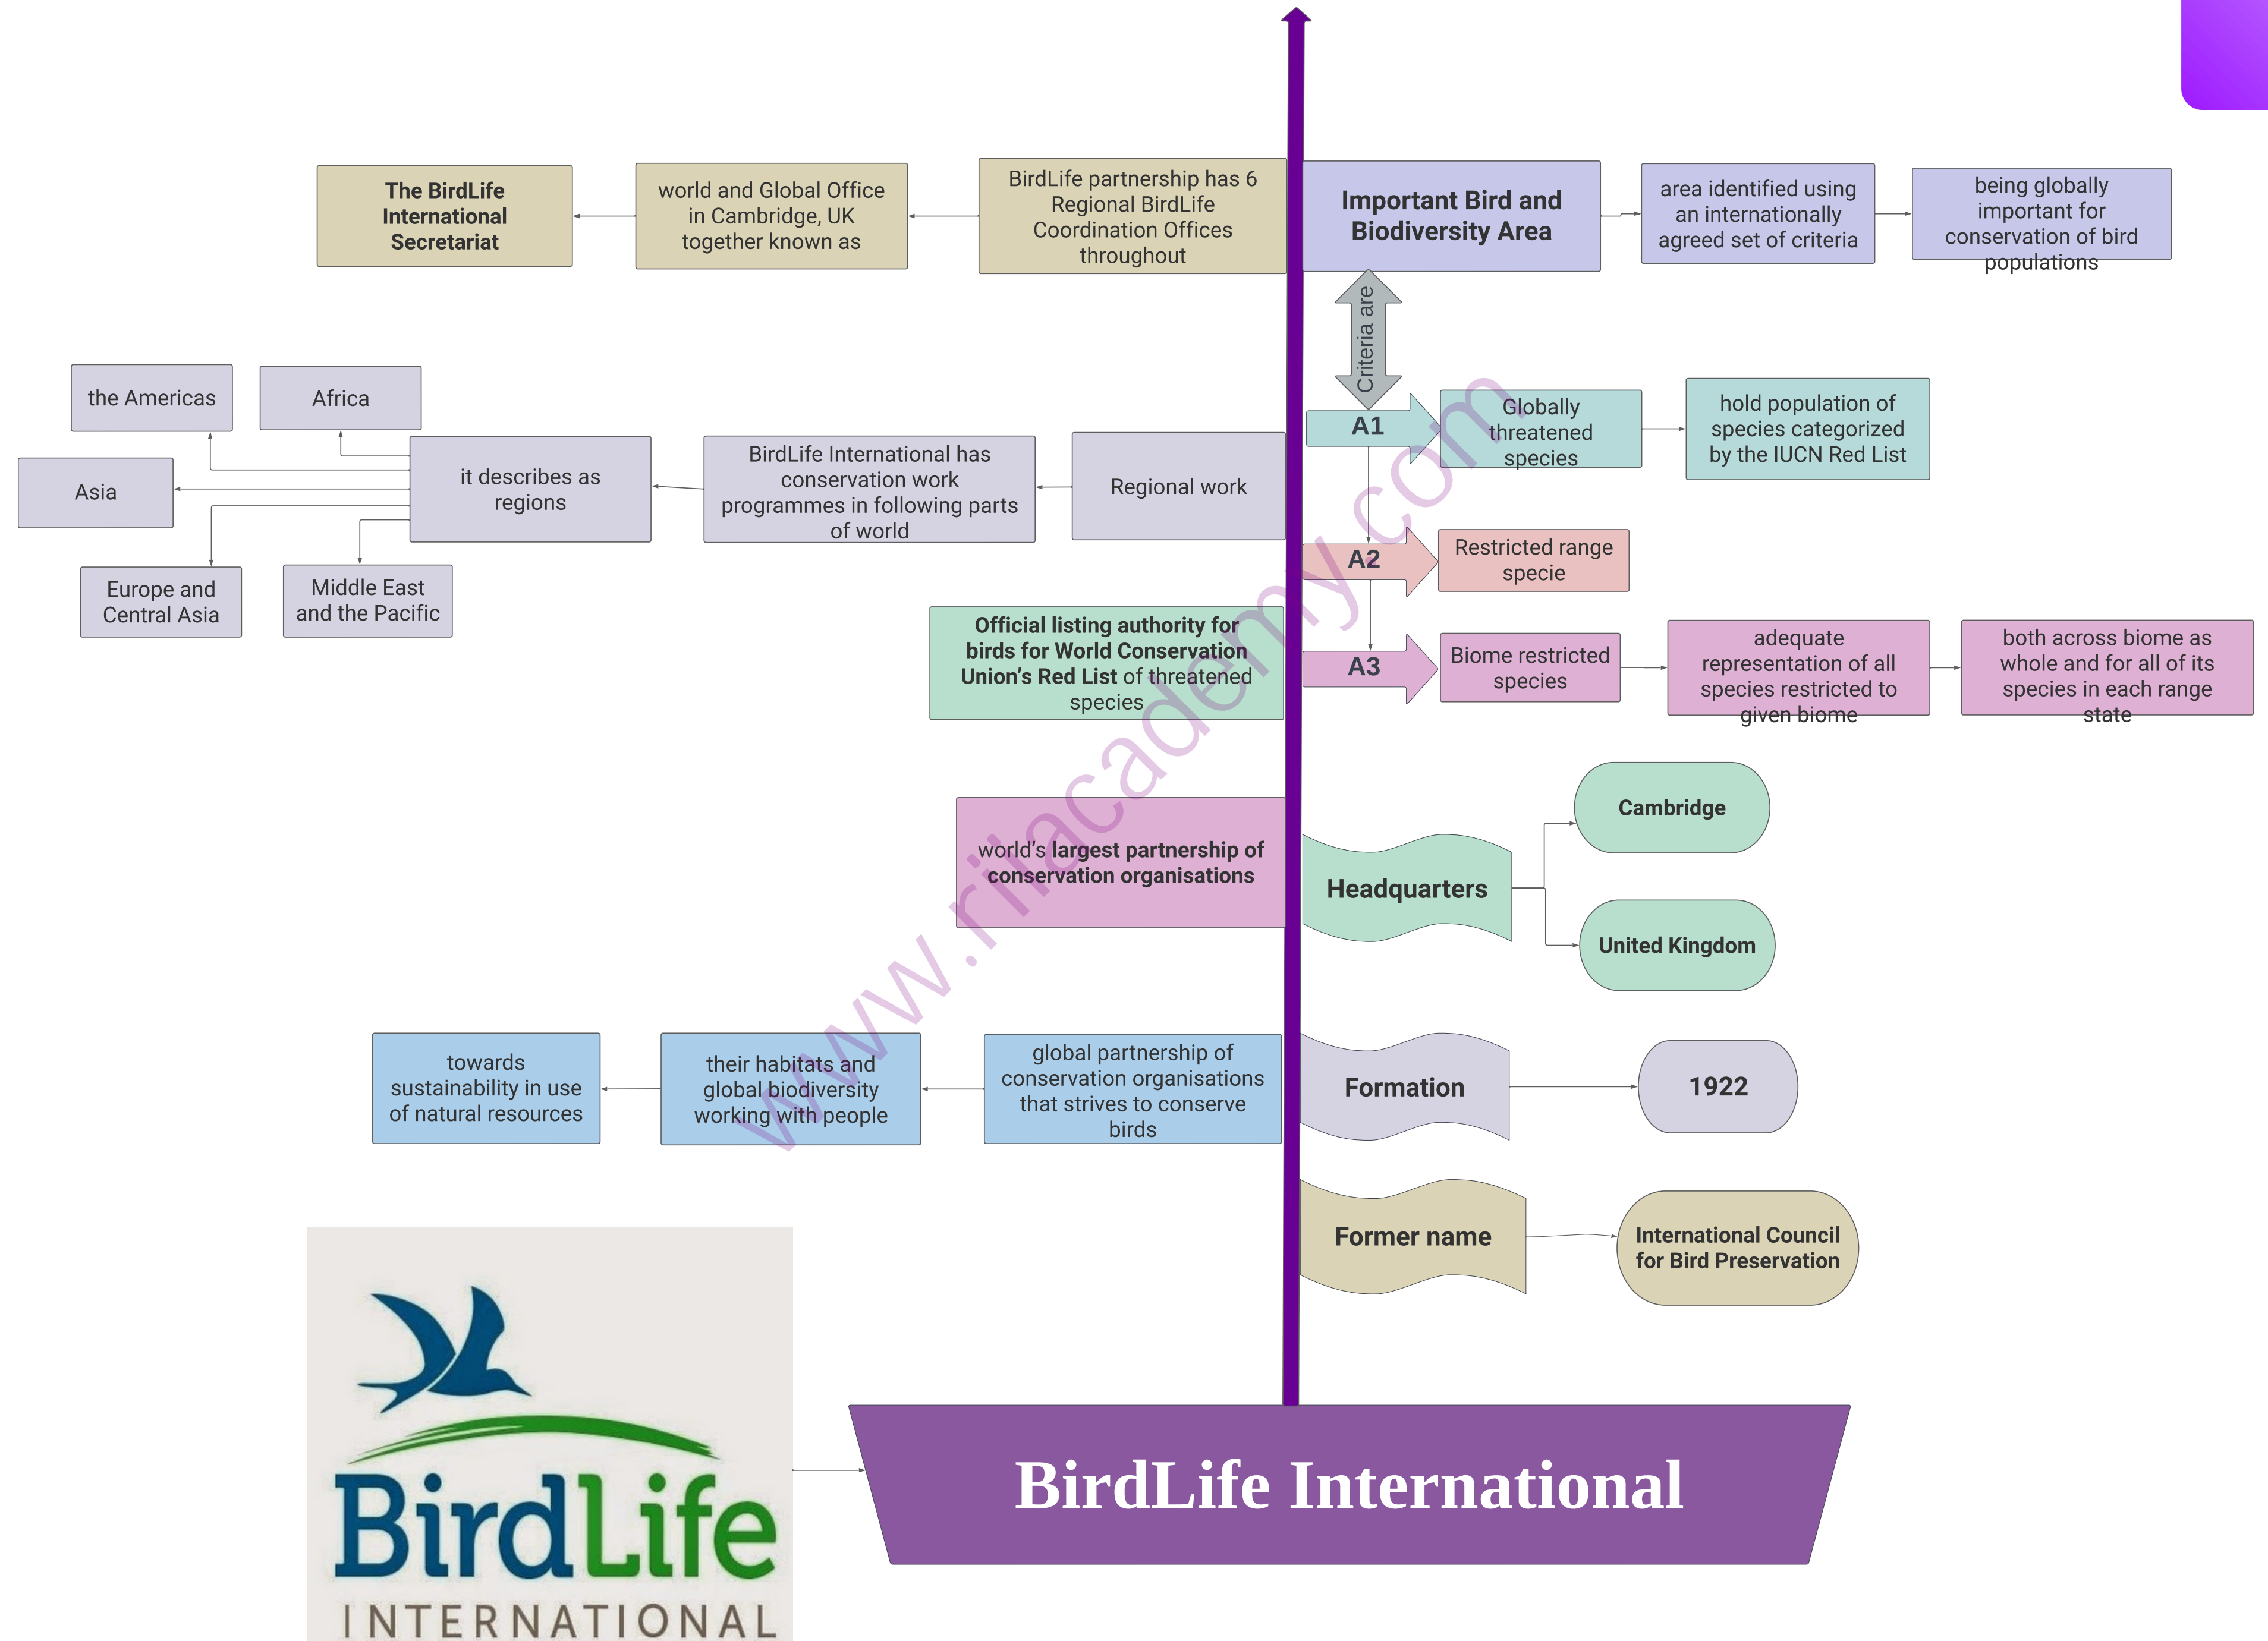 The BirdLife
International
Secretariat
world and Global Office
in Cambridge, UK
together known as
BirdLife partnership has 6
Regional BirdLife
Coordination Offices
throughout
Important Bird and
Biodiversity Area
area identified using
an internationally
agreed set of criteria
being globally
important for
conservation of bird
populations
Criteria are
the Americas
Africa
Asia
it describes as
regions
BirdLife International has
conservation work
programmes in following parts
of world
Regional work
Europe and
Central Asia
Middle East
and the Pacific
A1
Globally
threatened
species
hold population of
species categorized
by the IUCN Red List
A2
Restricted range
specie
A3
Biome restricted
species
adequate
representation of all
species restricted to
given biome
both across biome as
whole and for all of its
species in each range
state
Official listing authority for
birds for World Conservation
Union’s Red List of threatened
species
world’s largest partnership of
conservation organisations
Headquarters
Cambridge
United Kingdom
towards
sustainability in use
of natural resources
their habitats and
global biodiversity
working with people
global partnership of
conservation organisations
that strives to conserve
birds
Formation
1922
Former name
International Council
for Bird Preservation
BirdLife
INTERNATIONAL
BirdLife International